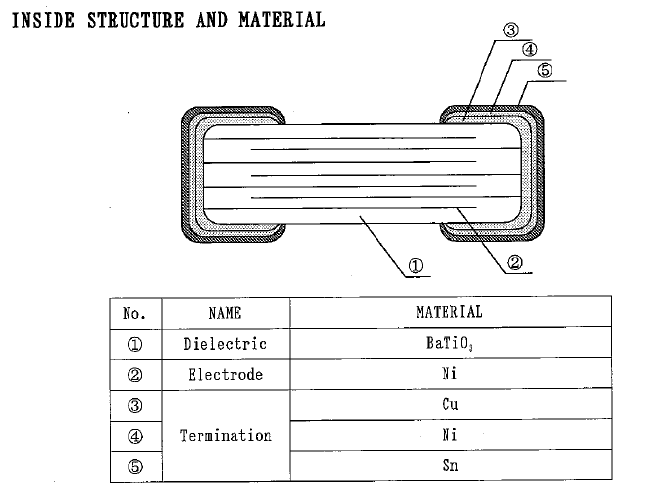 INSIDE STRUCTURE AND MATERIAL
③
④
⑤
①
②
No. NAME MATERIAL
① Dielectric BaTiO₃
② Electrode Ni
③ Cu
④ Termination Ni
⑤ Sn